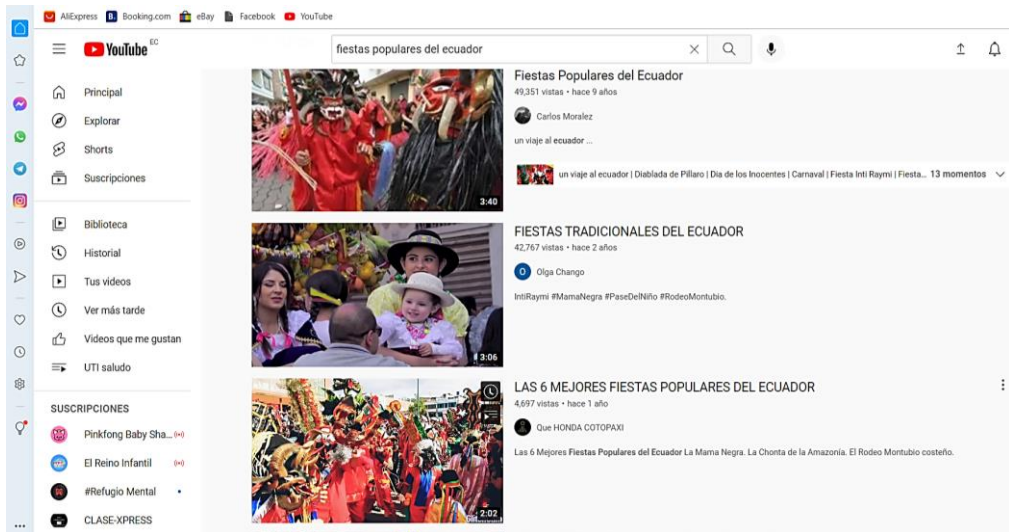 AliExpress B. Booking.com eBay Facebook YouTube
YouTube EC
fiestas populares del ecuador
Principal
Explorar
Shorts
Suscripciones
Biblioteca
Historial
Tus videos
Ver más tarde
Videos que me gustan
UTI saludo
SUSCRIPCIONES
Pinkfong Baby Sha...
El Reino Infantil
#Refugio Mental
CLASE-XPRESS
3:40
Fiestas Populares del Ecuador
49,351 vistas • hace 9 años
Carlos Moralez
un viaje al ecuador ...
un viaje al ecuador | Diablada de Pillaro | Dia de los Inocentes | Carnaval | Fiesta Inti Raymi | Fiesta... 13 momentos
3:06
FIESTAS TRADICIONALES DEL ECUADOR
42,767 vistas • hace 2 años
O Olga Chango
IntiRaymi #MamaNegra #PaseDelNiño #RodeoMontubio.
2:02
LAS 6 MEJORES FIESTAS POPULARES DEL ECUADOR
4,697 vistas • hace 1 año
Que HONDA COTOPAXI
Las 6 Mejores Fiestas Populares del Ecuador La Mama Negra. La Chonta de la Amazonía. El Rodeo Montubio costeño.